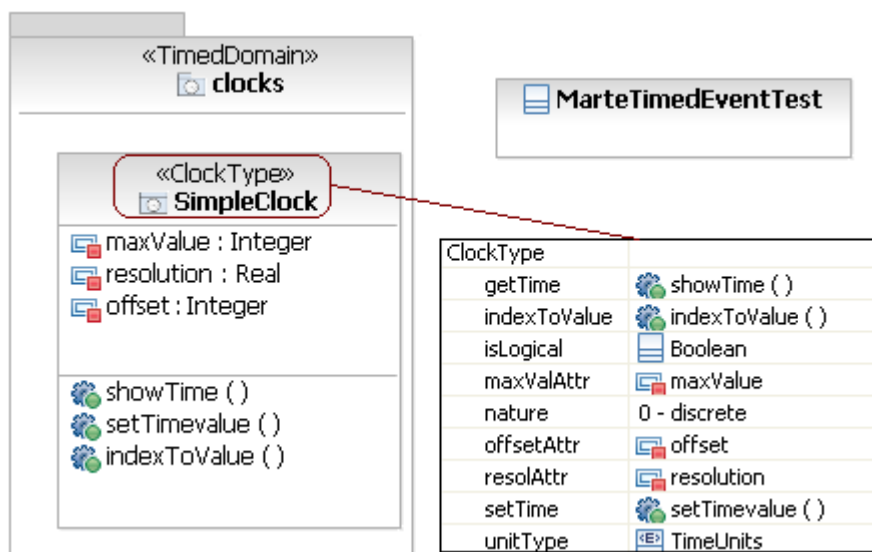 «TimedDomain»
clocks
MarteTimedEventTest
«ClockType»
SimpleClock
maxValue : Integer
resolution : Real
offset : Integer
showTime ( )
setTimevalue ( )
indexToValue ( )
ClockType
getTime showTime ( )
indexToValue indexToValue ( )
isLogical Boolean
maxValAttr maxValue
nature 0 - discrete
offsetAttr offset
resolAttr resolution
setTime setTimevalue ( )
unitType <E> TimeUnits